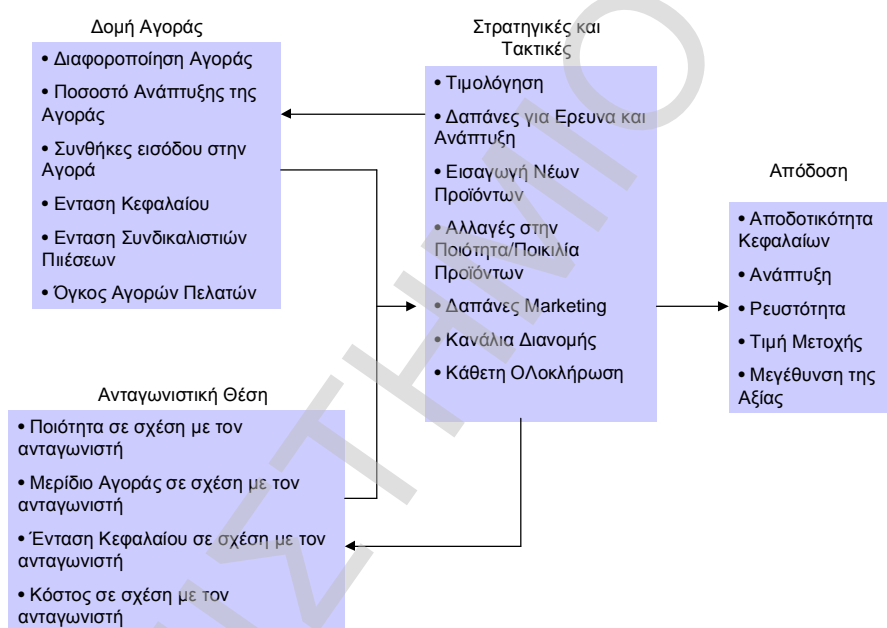 Δομή Αγοράς
• Διαφοροποίηση Αγοράς
• Ποσοστό Ανάπτυξης της
Αγοράς
• Συνθήκες εισόδου στην
Αγορά
• Ενταση Κεφαλαίου
• Ενταση Συνδικαλιστιών
Πιιέσεων
• Όγκος Αγορών Πελατών
Ανταγωνιστική Θέση
• Ποιότητα σε σχέση με τον
ανταγωνιστή
• Μερίδιο Αγοράς σε σχέση με τον
ανταγωνιστή
• Ένταση Κεφαλαίου σε σχέση με τον
ανταγωνιστή
• Κόστος σε σχέση με τον
ανταγωνιστή
Στρατηγικές και
Τακτικές
• Τιμολόγηση
• Δαπάνες για Ερευνα και
Ανάπτυξη
• Εισαγωγή Νέων
Προϊόντων
• Αλλαγές στην
Ποιότητα/Ποικιλία
Προϊόντων
• Δαπάνες Marketing
• Κανάλια Διανομής
• Κάθετη ΟΛοκλήρωση
Απόδοση
• Αποδοτικότητα
Κεφαλαίων
• Ανάπτυξη
• Ρευστότητα
• Τιμή Μετοχής
• Μεγέθυνση της
Αξίας
ΙΣΤΗΜΙΟ